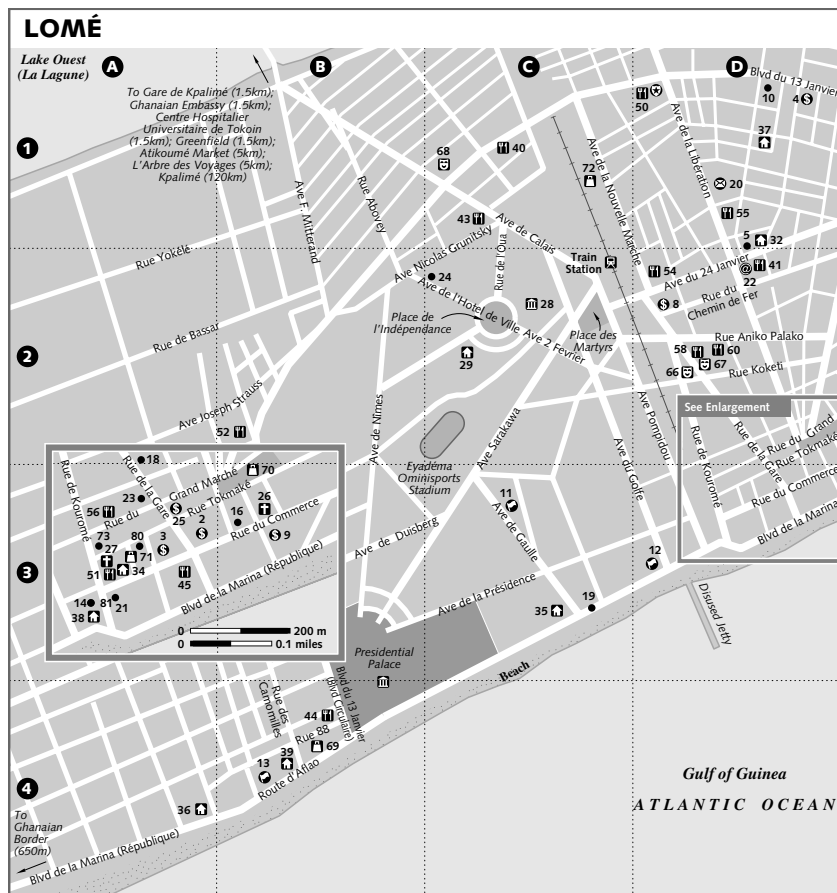 LOMÉ
Lake Ouest
(La Lagune)
A
B
C
D
1
2
3
4
To Gare de Kpalimé (1.5km);
Ghanaian Embassy (1.5km);
Centre Hospitalier
Universitaire de Tokoin
(1.5km); Greenfield (1.5km);
Atikoumé Market (5km);
L'Arbre des Voyages (5km);
Kpalimé (120km)
Blvd du 13 Janvier
10
4
50
37
68
40
72
20
55
43
5
32
41
22
54
8
24
28
Ave de la Libération
Ave de la Nouvelle Marche
Ave F. Mitterand
Rue Abovey
Rue Yokélé
Ave Nicolas Grunitsky
Rue de l'Oua
Ave de Calais
Train
Station
Ave du 24 Janvier
Rue du
Chemin de Fer
Ave de l'Hotel de Ville
Ave 2 Fevrier
Place de
l'Indépendance
Place des
Martyrs
Rue de Bassar
Rue Aniko Palako
58
60
67
66
Rue Koketi
29
Ave Joseph Strauss
52
Ave de Nîmes
Ave Sarakawa
Ave Pompidou
Eyadéma
Ominisports
Stadium
See Enlargement
Rue du Grand
Rue Tokmaké
Rue de la Gare
Rue de Kouromé
Rue du Commerce
Blvd de la Marina
Ave du Golfe
11
Ave de Gaulle
12
Ave de Duisberg
Ave de la Présidence
35
19
Disused Jetty
18
70
Rue de Kouromé
Rue de la Gare
Grand Marché
Rue Tokmaké
23
56
Rue du
25
2
16
26
Rue du Commerce
9
73
80
3
27
71
51
34
45
Blvd de la Marina (République)
14
81
21
38
0 200 m
0 0.1 miles
Presidential
Palace
Beach
Rue des
Camomilles
Blvd du 13 Janvier
(Blvd Circulaire)
44
Rue 88
69
39
13
Route d'Aflao
36
To
Ghanaian
Border
(650m)
Blvd de la Marina (République)
Gulf of Guinea
ATLANTIC OCEAN